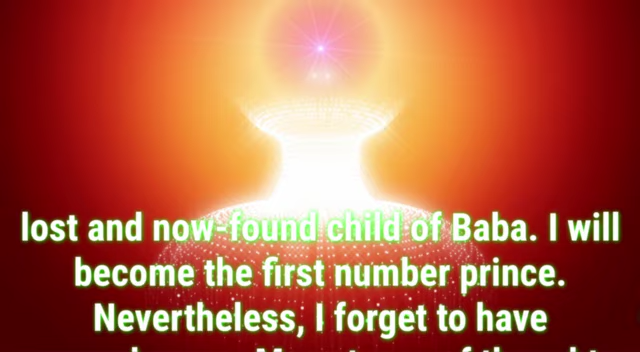 lost and now-found child of Baba. I will
become the first number prince.
Nevertheless, I forget to have